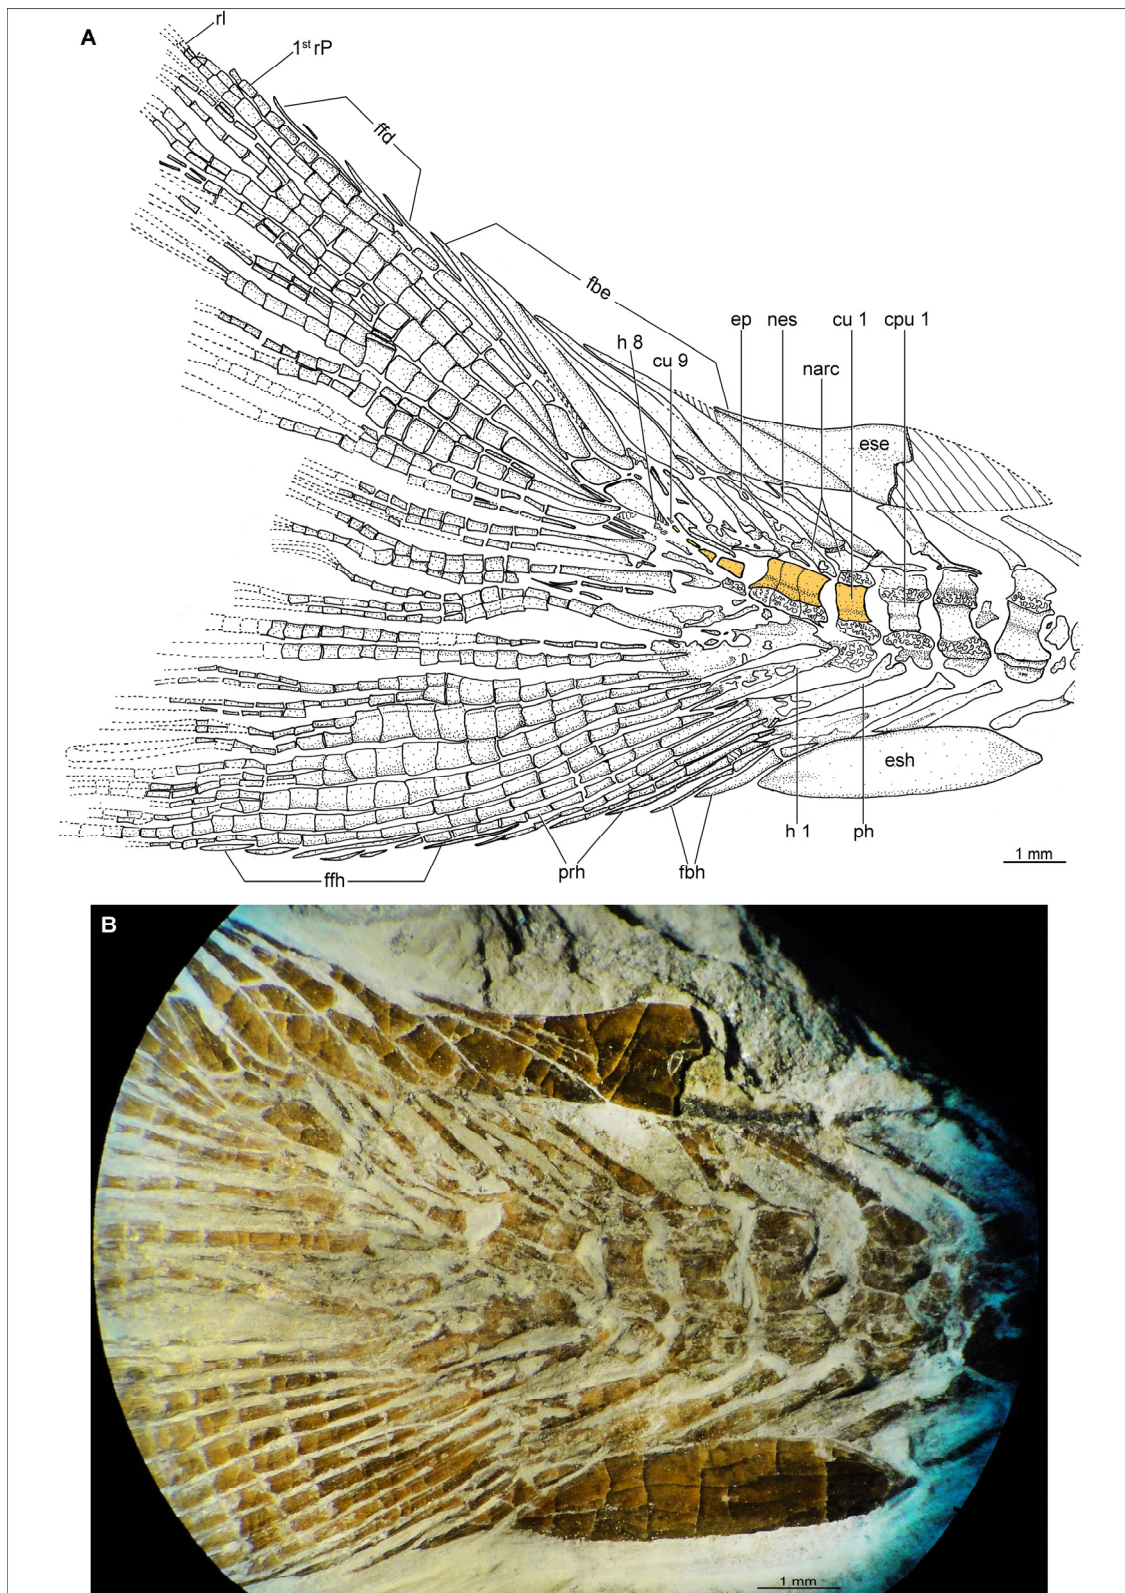 A
rl
1st rP
ffd
fbe
ep nes cu 1 cpu 1
h 8
cu 9
narc
ese
esh
h 1 ph
1 mm
prh fbh
ffh
B
1 mm